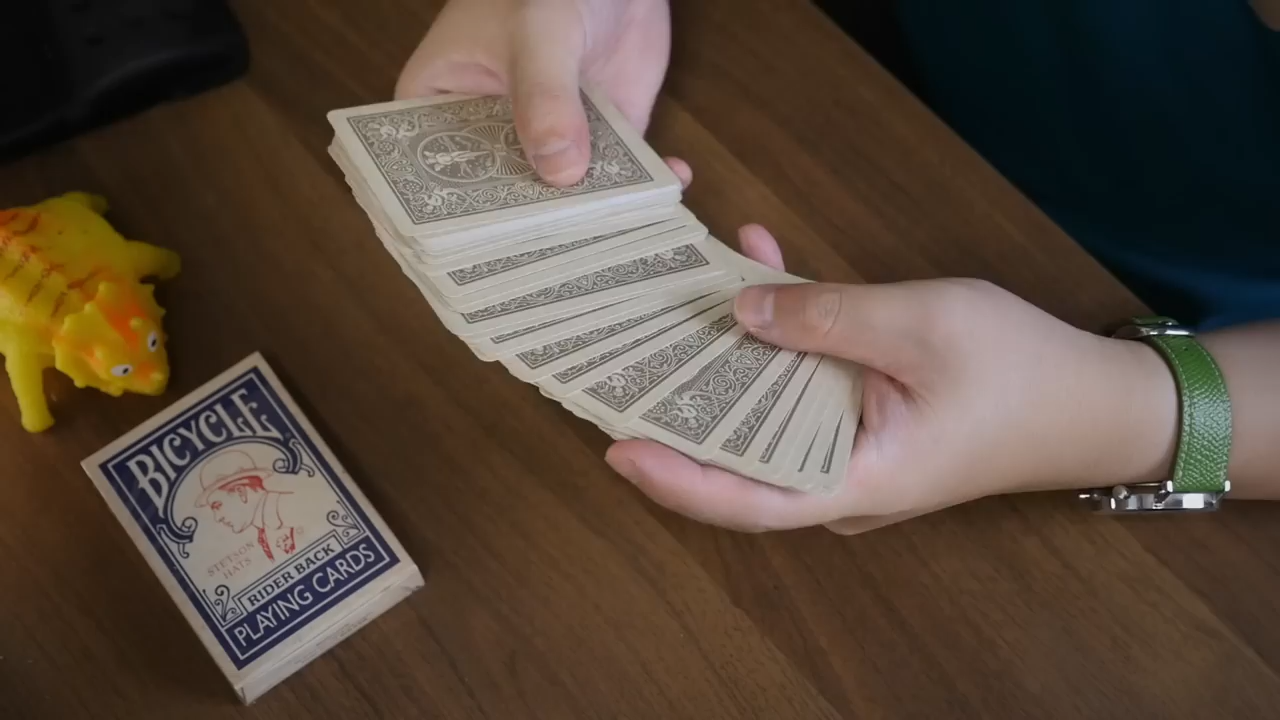 BICYCLE
STETSON
HATS
RIDER BACK
PLAYING CARDS